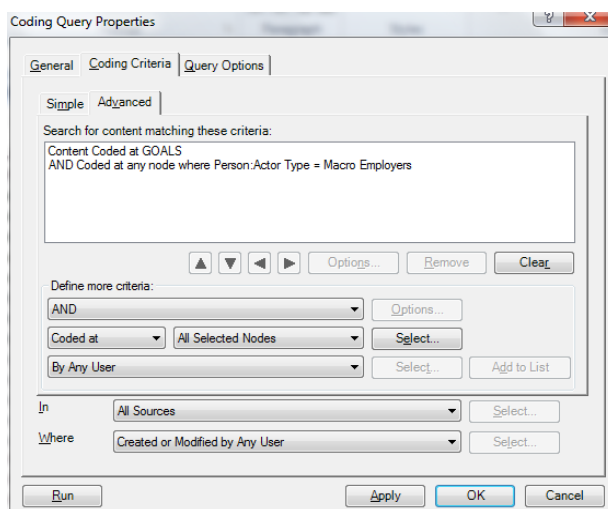 Coding Query Properties
General Coding Criteria Query Options
Simple Advanced
Search for content matching these criteria:
Content Coded at GOALS
AND Coded at any node where Person:Actor Type = Macro Employers
Options... Remove Clear
Define more criteria:
AND Options...
Coded at All Selected Nodes Select...
By Any User Select... Add to List
In All Sources Select...
Where Created or Modified by Any User Select...
Run Apply OK Cancel